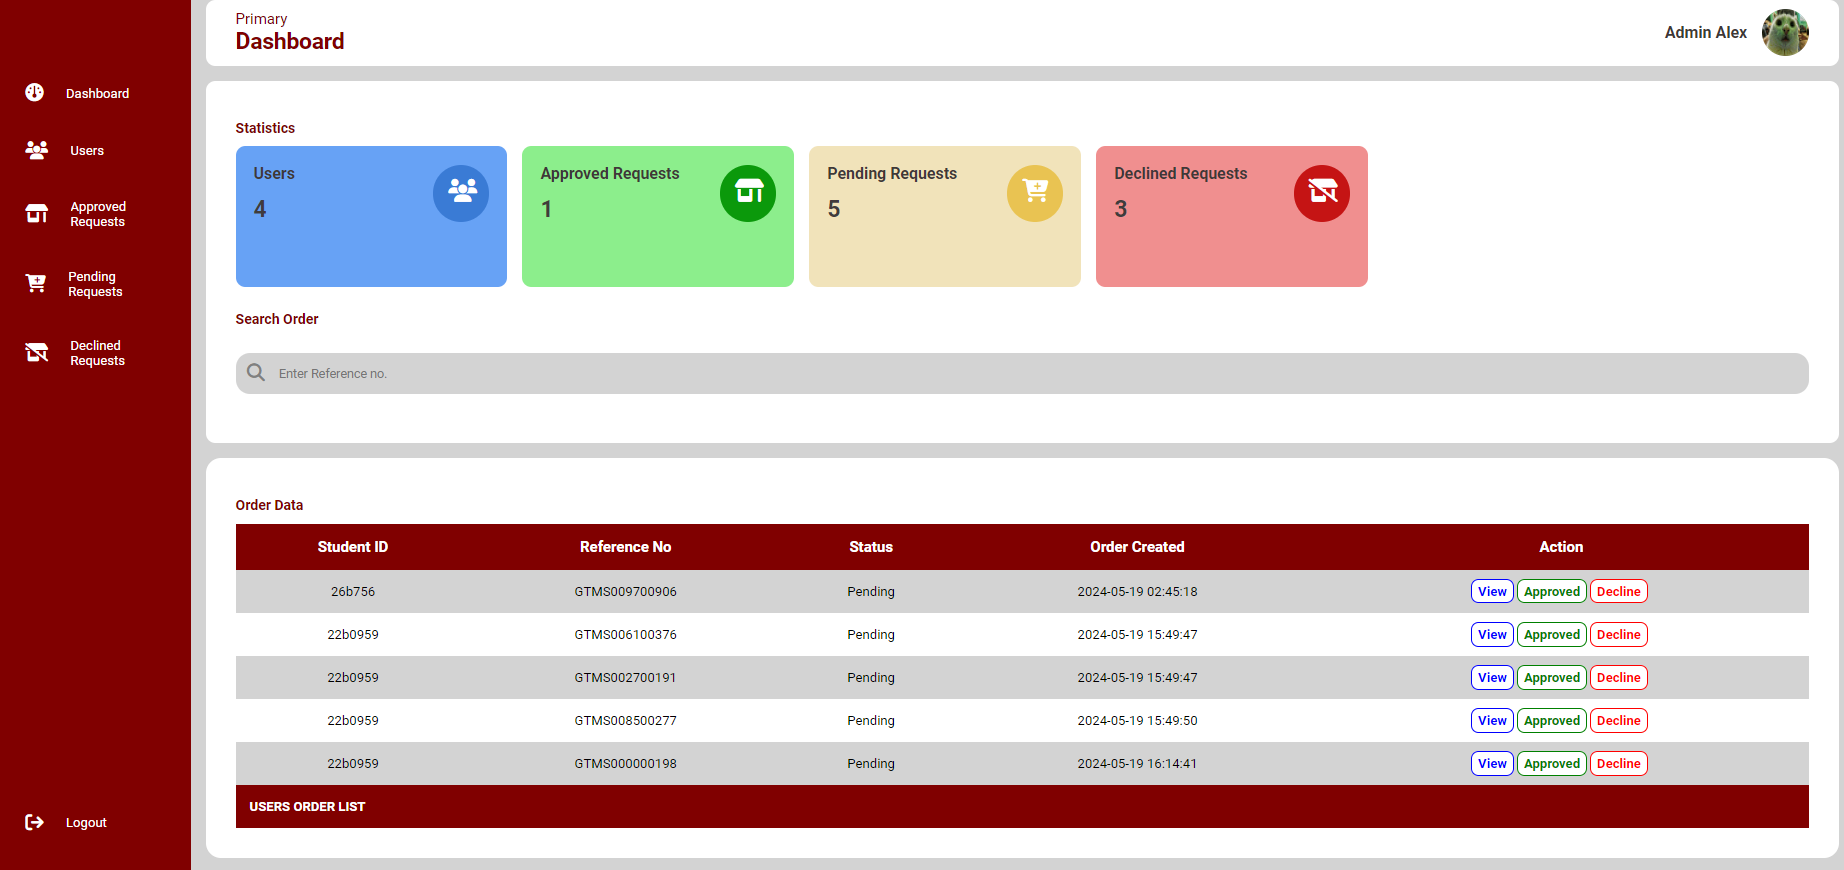 Primary
Dashboard
Admin Alex
Dashboard
Users
Approved
Requests
Pending
Requests
Declined
Requests
Logout
Statistics
Users
4
Approved Requests
1
Pending Requests
5
Declined Requests
3
Search Order
Enter Reference no.
Order Data
Student ID Reference No Status Order Created Action
26b756 GTMS009700906 Pending 2024-05-19 02:45:18 View Approved Decline
22b0959 GTMS006100376 Pending 2024-05-19 15:49:47 View Approved Decline
22b0959 GTMS002700191 Pending 2024-05-19 15:49:47 View Approved Decline
22b0959 GTMS008500277 Pending 2024-05-19 15:49:50 View Approved Decline
22b0959 GTMS000000198 Pending 2024-05-19 16:14:41 View Approved Decline
USERS ORDER LIST